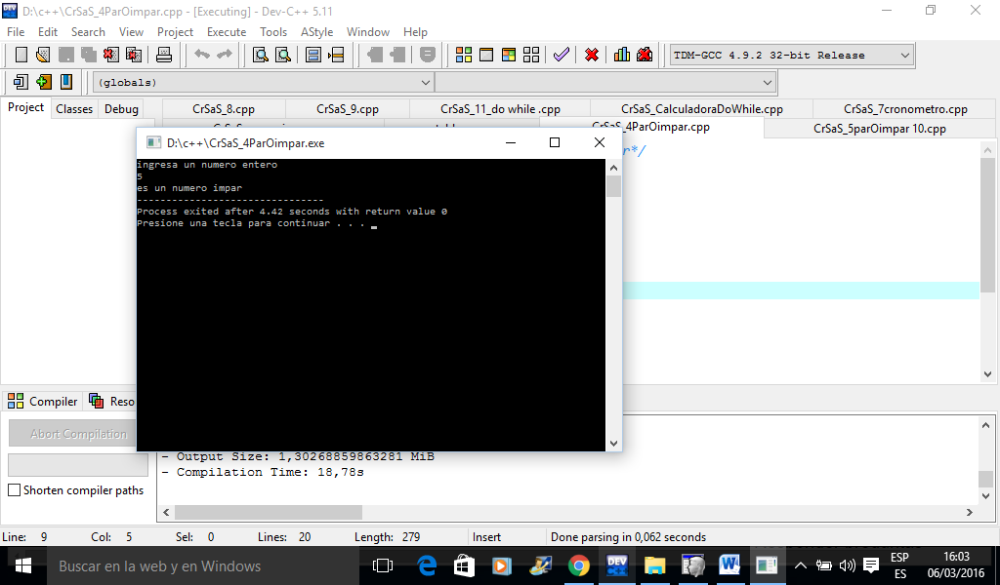 D:\c++\CrSaS_4ParOimpar.cpp - [Executing] - Dev-C++ 5.11
File Edit Search View Project Execute Tools AStyle Window Help
TDM-GCC 4.9.2 32-bit Release
(globals)
Project Classes Debug
CrSaS_8.cpp CrSaS_9.cpp CrSaS_11_do while .cpp CrSaS_CalculadoraDoWhile.cpp CrSaS_7cronometro.cpp
CrSaS_4ParOimpar.cpp CrSaS_5parOimpar 10.cpp
r*/
D:\c++\CrSaS_4ParOimpar.exe
ingresa un numero entero
5
es un numero impar
--------------------------------
Process exited after 4.42 seconds with return value 0
Presione una tecla para continuar . . .
Compiler Reso
Abort Compilation
Shorten compiler paths
- Output Size: 1,30268859863281 MiB
- Compilation Time: 18,78s
Line: 9 Col: 5 Sel: 0 Lines: 20 Length: 279 Insert Done parsing in 0,062 seconds
Buscar en la web y en Windows
DEV
ESP
ES
16:03
06/03/2016